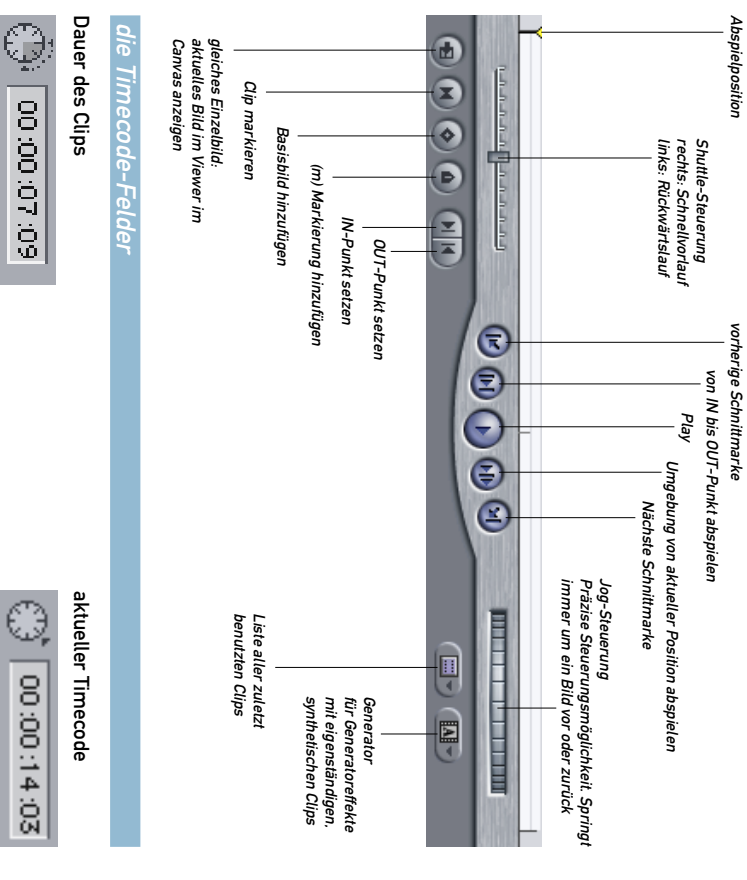 Abspielposition
Shuttle-Steuerung
rechts: Schnellvorlauf
links: Rückwärtslauf
vorherige Schnittmarke
von IN bis OUT-Punkt abspielen
Play
Umgebung von aktueller Position abspielen
Nächste Schnittmarke
Jog-Steuerung
Präzise Steuerungsmöglichkeit. Springt
immer um ein Bild vor oder zurück
OUT-Punkt setzen
IN-Punkt setzen
(m) Markierung hinzufügen
Basisbild hinzufügen
Clip markieren
gleiches Einzelbild:
aktuelles Bild im Viewer im
Canvas anzeigen
Generator
für Generatoreffekte
mit eigenständigen,
synthetischen Clips
Liste aller zuletzt
benutzten Clips
A
die Timecode-Felder
Dauer des Clips
00:00:07:09
aktueller Timecode
00:00:14:03